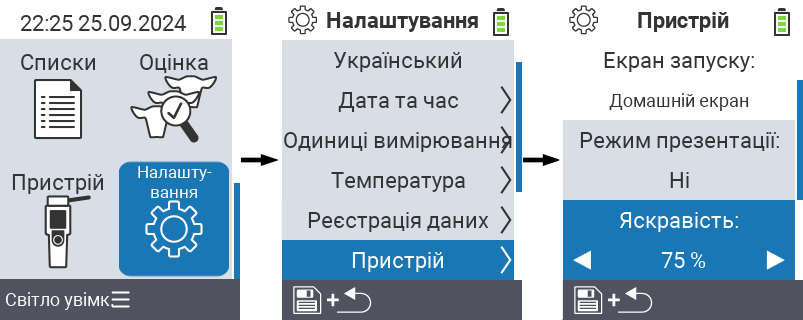 22:25 25.09.2024
Списки
Оцінка
Пристрій
Налашту-
вання
Світло увімк.
Налаштування
Український
Дата та час
Одиниці вимірювання
Температура
Реєстрація даних
Пристрій
+
Пристрій
Екран запуску:
Домашній екран
Режим презентації:
Ні
Яскравість:
75 %
+